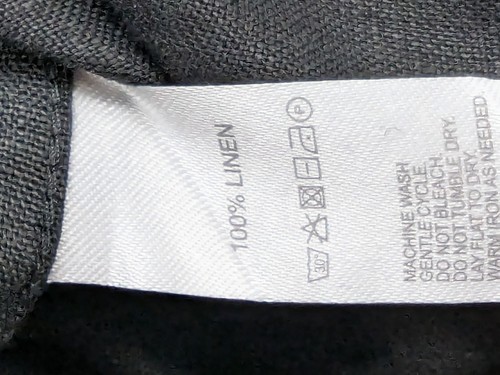 100% LINEN
30°
P
MACHINE WASH
GENTLE CYCLE.
DO NOT BLEACH.
DO NOT TUMBLE DRY.
LAY FLAT TO DRY.
WARM IRON AS NEEDED